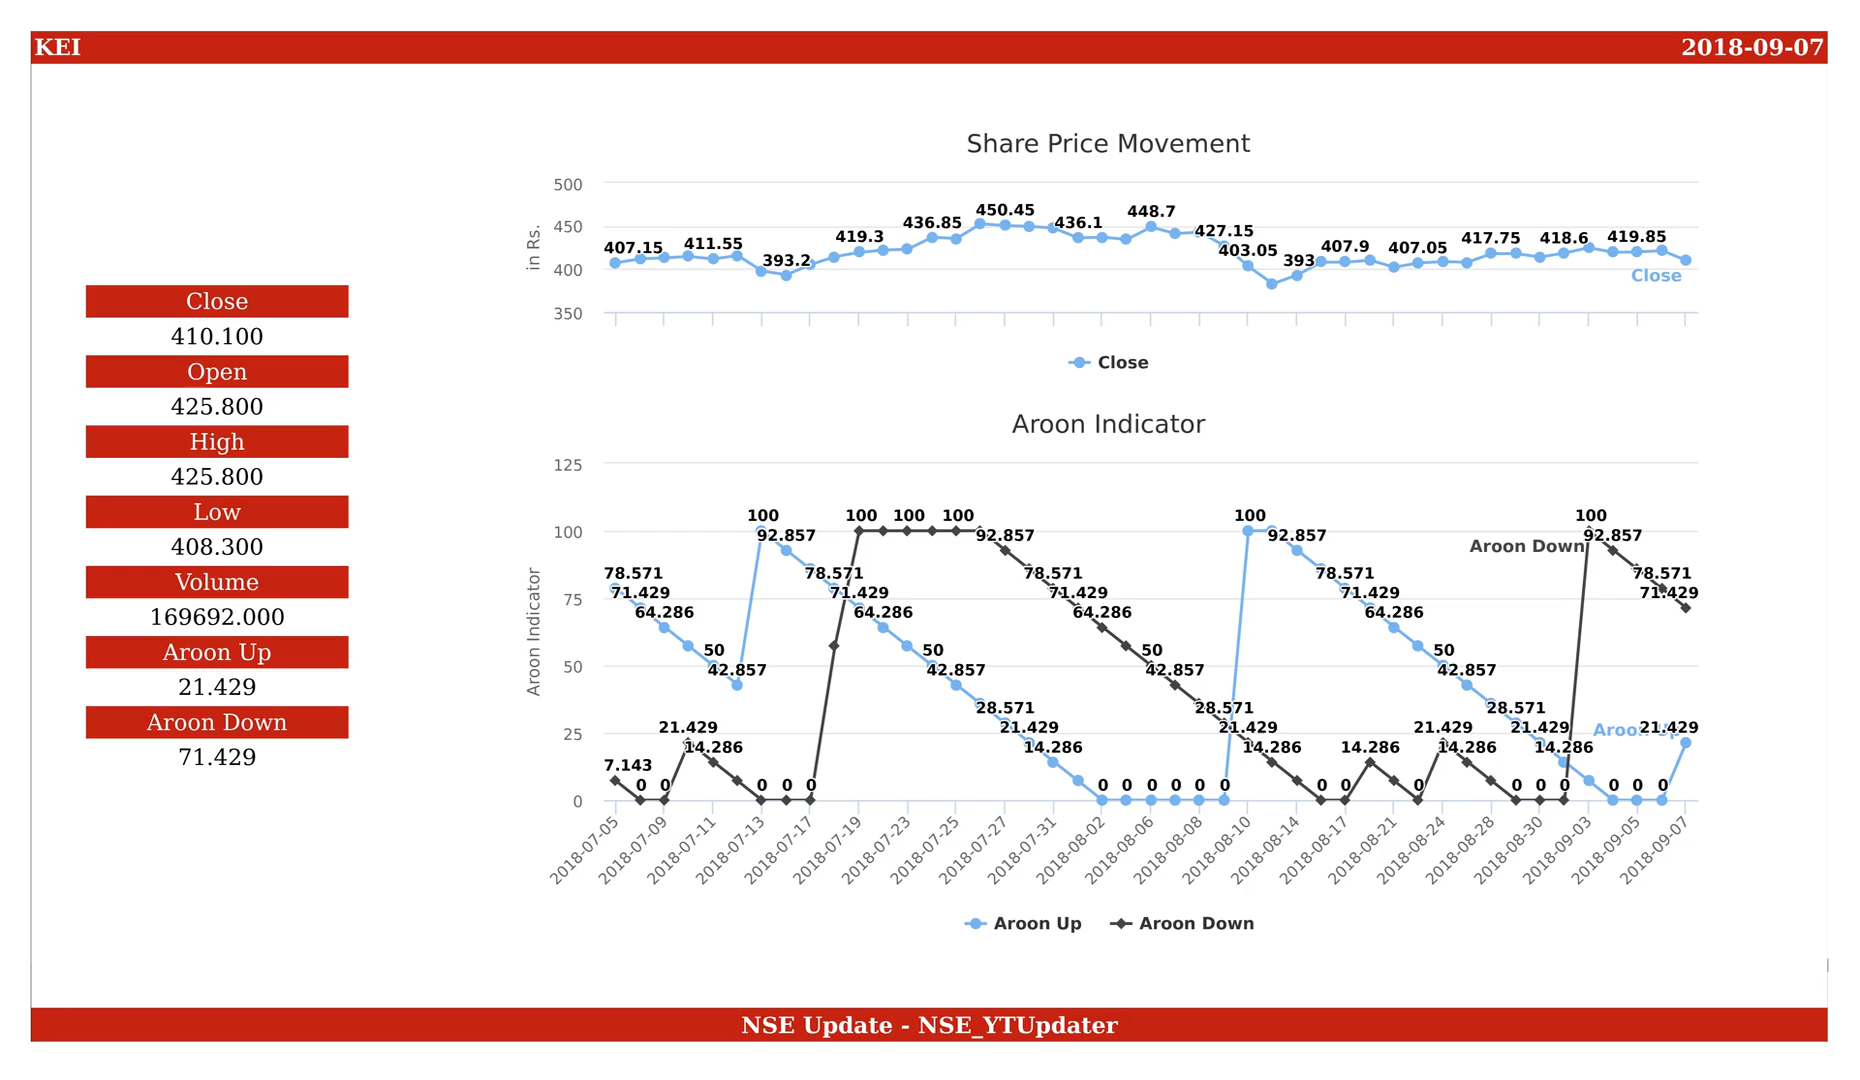 KEI
2018-09-07
Close
410.100
Open
425.800
High
425.800
Low
408.300
Volume
169692.000
Aroon Up
21.429
Aroon Down
71.429
Share Price Movement
in Rs.
500
450
400
350
407.15 411.55 393.2 419.3 436.85 450.45 436.1 448.7 427.15 403.05 393 407.9 407.05 417.75 418.6 419.85
Close
Close
Aroon Indicator
Aroon Indicator
125
100
75
50
25
0
100 100 100 100 100 100
92.857 92.857 92.857 92.857
Aroon Down
78.571 78.571 78.571 78.571 78.571
71.429 71.429 71.429 71.429 71.429
64.286 64.286 64.286 64.286
50 50 50 50
42.857 42.857 42.857 42.857
28.571 28.571 28.571
21.429 21.429 21.429 21.429 21.429 21.429
14.286 14.286 14.286 14.286 14.286 14.286
7.143
0 0 0 0 0 0 0 0 0 0 0 0 0 0 0 0 0 0 0 0
2018-07-05 2018-07-09 2018-07-11 2018-07-13 2018-07-17 2018-07-19 2018-07-23 2018-07-25 2018-07-27 2018-07-31 2018-08-02 2018-08-06 2018-08-08 2018-08-10 2018-08-14 2018-08-17 2018-08-21 2018-08-24 2018-08-28 2018-08-30 2018-09-03 2018-09-05 2018-09-07
Aroon Up Aroon Down
NSE Update - NSE_YTUpdater